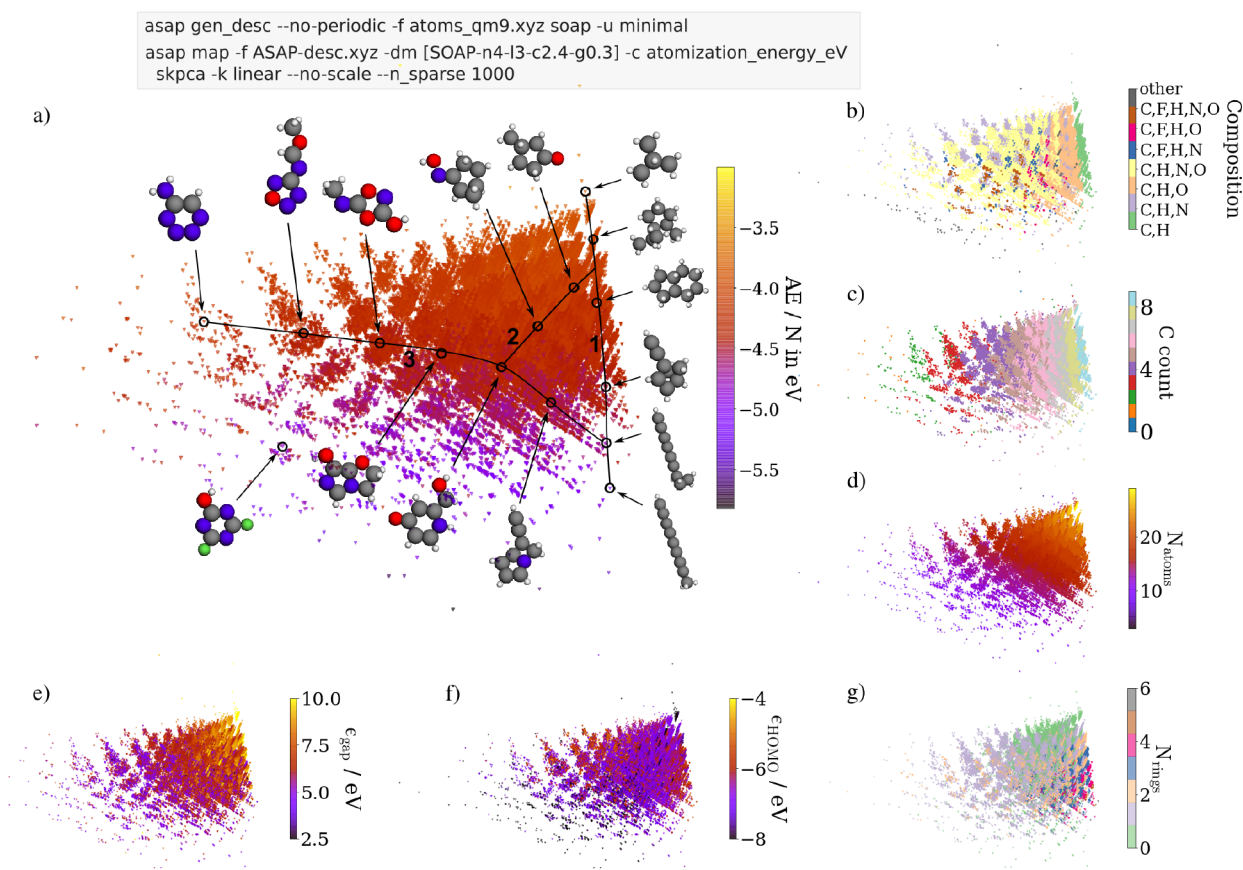 asap gen_desc --no-periodic -f atoms_qm9.xyz soap -u minimal
asap map -f ASAP-desc.xyz -dm [SOAP-n4-l3-c2.4-g0.3] -c atomization_energy_eV
skpca -k linear --no-scale --n_sparse 1000
a)
1
2
3
−3.5
−4.0
−4.5
−5.0
−5.5
AE / N in eV
b)
other
C,F,H,N,O
C,F,H,O
C,F,H,N
C,H,N,O
C,H,O
C,H,N
C,H
Composition
c)
8
4
0
C count
d)
20
10
N_atoms
e)
10.0
7.5
5.0
2.5
ϵ_gap / eV
f)
−4
−6
−8
ϵ_HOMO / eV
g)
6
4
2
0
N_rings